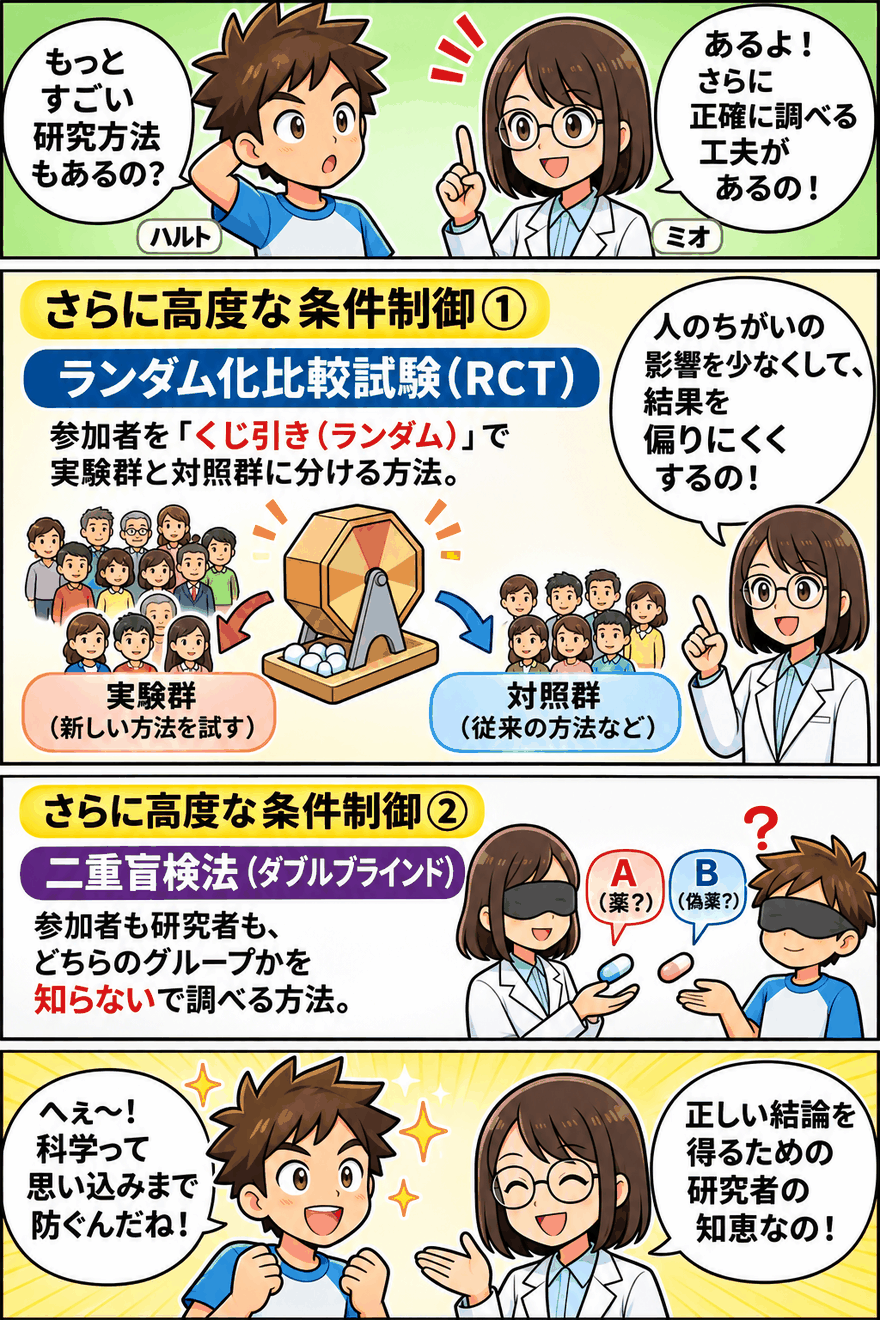 もっと
すごい
研究方法
もあるの？
あるよ！
さらに
正確に調べる
工夫が
あるの！
ハルト
ミオ
さらに高度な条件制御①
ランダム化比較試験（RCT）
参加者を「くじ引き（ランダム）」で
実験群と対照群に分ける方法。
人のちがいの
影響を少なくして、
結果を
偏りにくく
するの！
実験群
（新しい方法を試す）
対照群
（従来の方法など）
さらに高度な条件制御②
二重盲検法（ダブルブラインド）
参加者も研究者も、
どちらのグループかを
知らないで調べる方法。
A
（薬?）
B
（偽薬?）
?
へぇ～！
科学って
思い込みまで
防ぐんだね！
正しい結論を
得るための
研究者の
知恵なの！